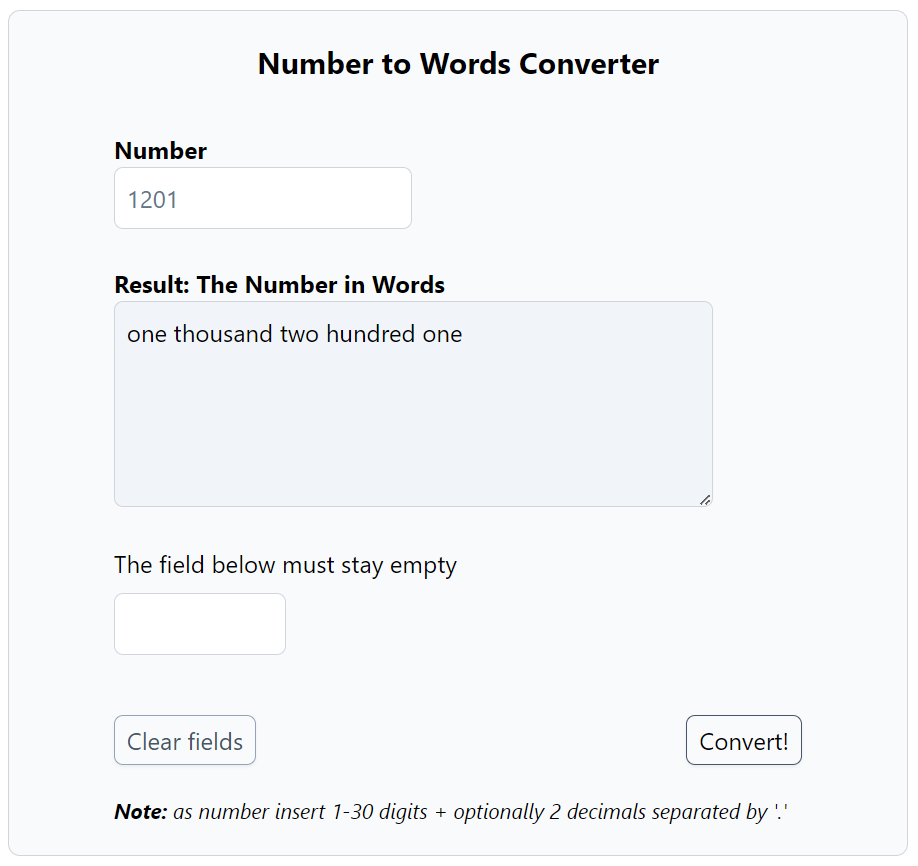 Number to Words Converter
Number
1201
Result: The Number in Words
one thousand two hundred one
The field below must stay empty
Clear fields
Convert!
Note: as number insert 1-30 digits + optionally 2 decimals separated by '.'